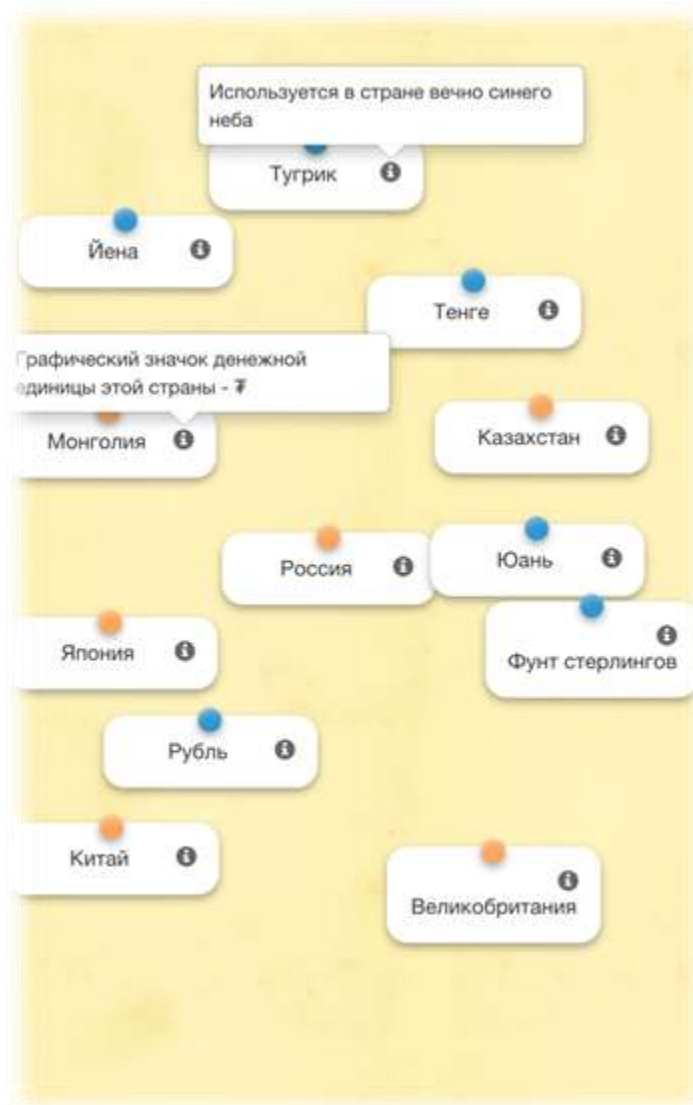 Используется в стране вечно синего
неба
Тугрик
Йена
Тенге
Графический значок денежной
единицы этой страны - ₮
Монголия
Казахстан
Россия
Юань
Япония
Фунт стерлингов
Рубль
Китай
Великобритания